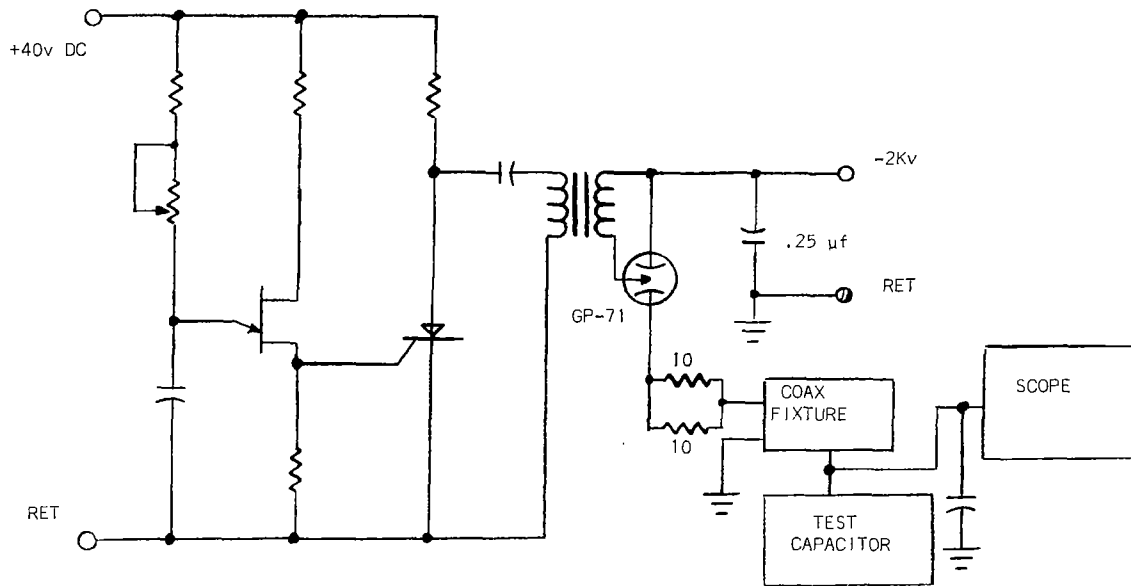 +40v DC
-2Kv
.25 µf
RET
GP-71
10
COAX
FIXTURE
SCOPE
10
RET
TEST
CAPACITOR